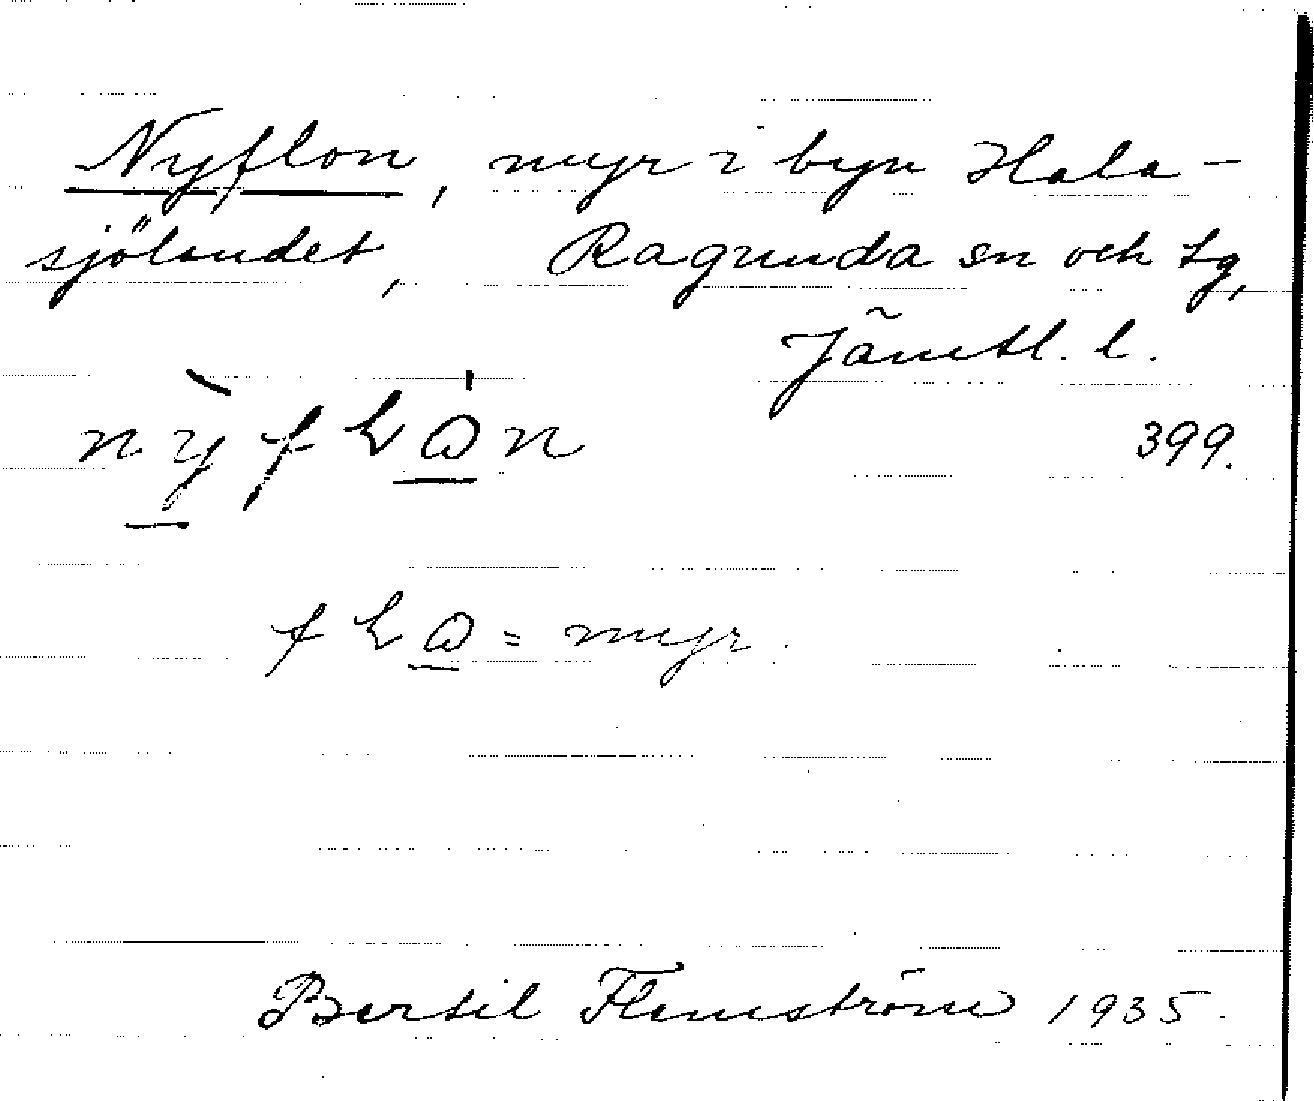 Nyflon, myr i byn Hala-
sjölandet, Ragunda sn och tg,
Jämtl. l.
399.
myr.
Bertil Flemström 1935.